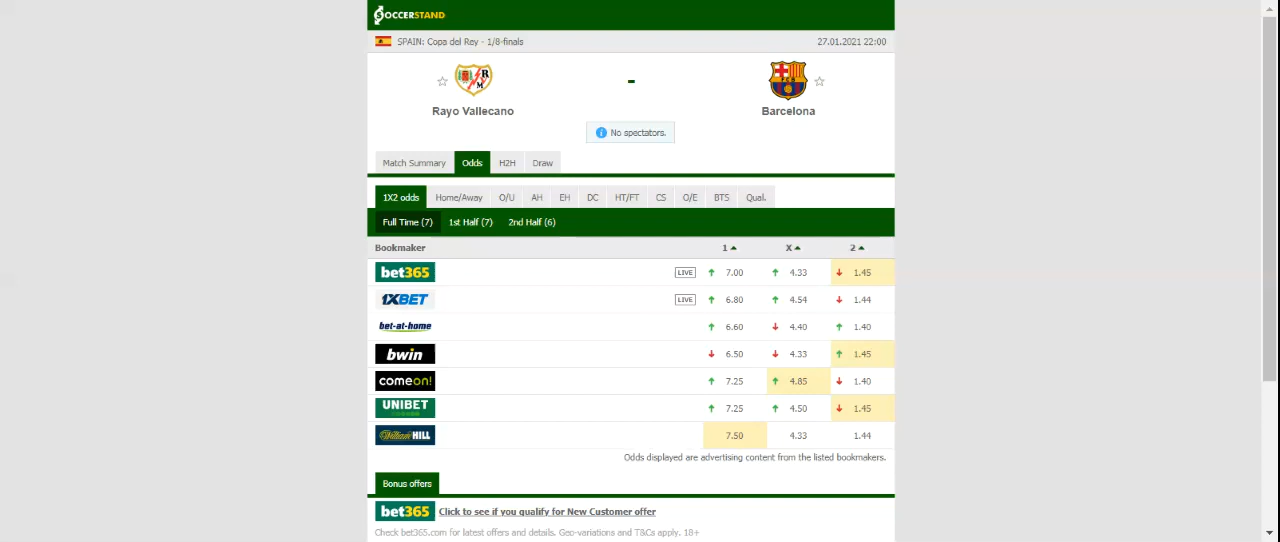 SOCCERSTAND
SPAIN: Copa del Rey - 1/8-finals 27.01.2021 22:00
-
Rayo Vallecano Barcelona
No spectators.
Match Summary Odds H2H Draw
1X2 odds Home/Away O/U AH EH DC HT/FT CS O/E BTS Qual.
Full Time (7) 1st Half (7) 2nd Half (6)
Bookmaker 1 X 2
bet365 LIVE 7.00 4.33 1.45
1XBET LIVE 6.80 4.54 1.44
bet-at-home 6.60 4.40 1.40
bwin 6.50 4.33 1.45
comeon! 7.25 4.85 1.40
UNIBET 7.25 4.50 1.45
William HILL 7.50 4.33 1.44
Odds displayed are advertising content from the listed bookmakers.
Bonus offers
bet365 Click to see if you qualify for New Customer offer
Check bet365.com for latest offers and details. Geo-variations and T&Cs apply. 18+